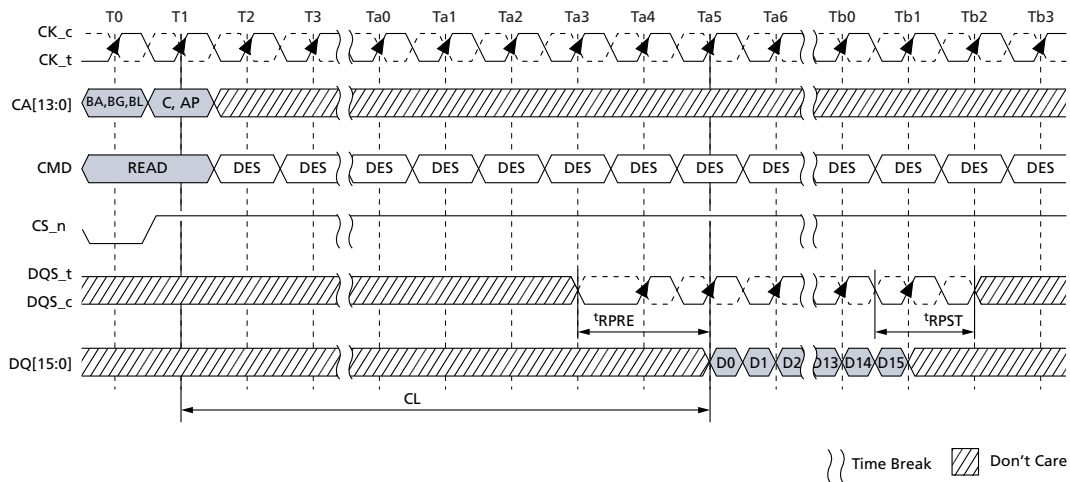 T0 T1 T2 T3 Ta0 Ta1 Ta2 Ta3 Ta4 Ta5 Ta6 Tb0 Tb1 Tb2 Tb3
CK_c
CK_t
CA[13:0] BA,BG,BL C, AP
CMD READ DES DES DES DES DES DES DES DES DES DES DES DES DES
CS_n
DQS_t
DQS_c
tRPRE tRPST
DQ[15:0] D0 D1 D2 D13 D14 D15
CL
Time Break Don't Care